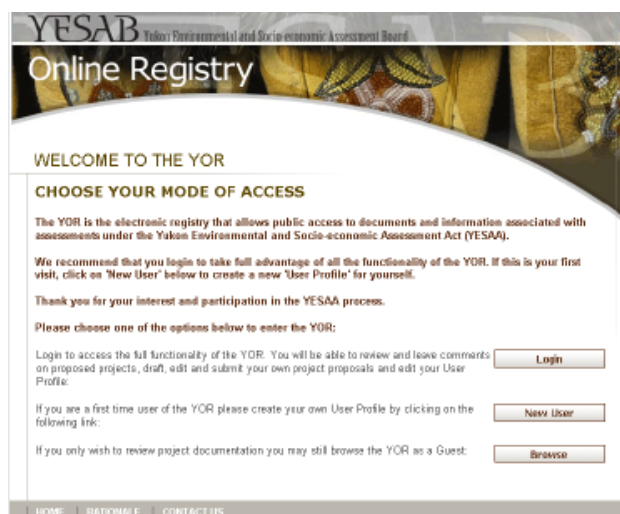 YESAB Yukon Environmental and Socio-economic Assessment Board
Online Registry
WELCOME TO THE YOR
CHOOSE YOUR MODE OF ACCESS
The YOR is the electronic registry that allows public access to documents and information associated with
assessments under the Yukon Environmental and Socio-economic Assessment Act (YESAA).
We recommend that you login to take full advantage of all the functionality of the YOR. If this is your first
visit, click on 'New User' below to create a new 'User Profile' for yourself.
Thank you for your interest and participation in the YESAA process.
Please choose one of the options below to enter the YOR:
Login to access the full functionality of the YOR. You will be able to review and leave comments
on proposed projects, draft, edit and submit your own project proposals and edit your User
Profile:
Login
If you are a first time user of the YOR please create your own User Profile by clicking on the
following link:
New User
If you only wish to review project documentation you may still browse the YOR as a Guest:
Browse
HOME | RATIONALE | CONTACT US